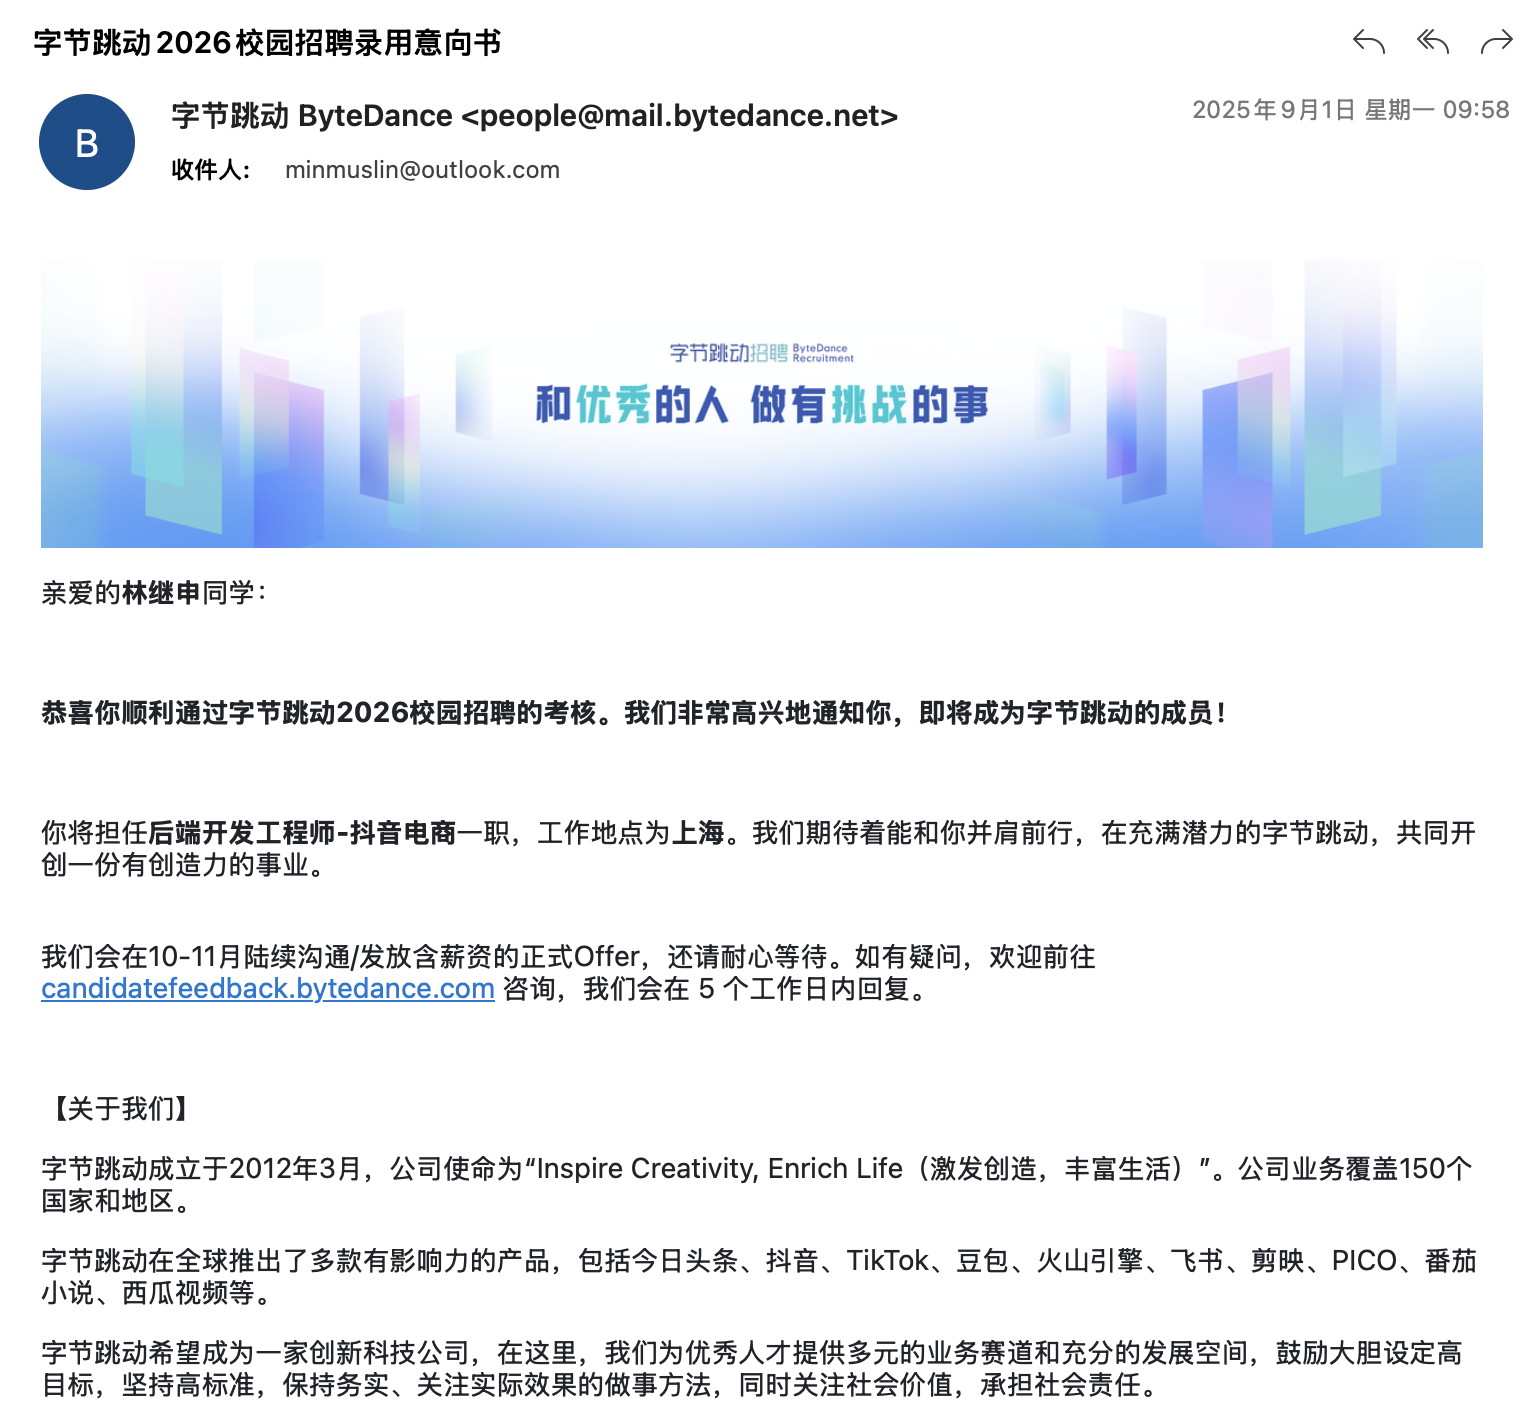 字节跳动2026校园招聘录用意向书
B
字节跳动 ByteDance <people@mail.bytedance.net>
2025年9月1日 星期一 09:58
收件人: minmuslin@outlook.com
字节跳动招聘 ByteDance Recruitment
和优秀的人 做有挑战的事
亲爱的林继申同学：
恭喜你顺利通过字节跳动2026校园招聘的考核。我们非常高兴地通知你，即将成为字节跳动的成员！
你将担任后端开发工程师-抖音电商一职，工作地点为上海。我们期待着能和你并肩前行，在充满潜力的字节跳动，共同开
创一份有创造力的事业。
我们会在10-11月陆续沟通/发放含薪资的正式Offer，还请耐心等待。如有疑问，欢迎前往
candidatefeedback.bytedance.com 咨询，我们会在 5 个工作日内回复。
【关于我们】
字节跳动成立于2012年3月，公司使命为“Inspire Creativity, Enrich Life（激发创造，丰富生活）”。公司业务覆盖150个
国家和地区。
字节跳动在全球推出了多款有影响力的产品，包括今日头条、抖音、TikTok、豆包、火山引擎、飞书、剪映、PICO、番茄
小说、西瓜视频等。
字节跳动希望成为一家创新科技公司，在这里，我们为优秀人才提供多元的业务赛道和充分的发展空间，鼓励大胆设定高
目标，坚持高标准，保持务实、关注实际效果的做事方法，同时关注社会价值，承担社会责任。